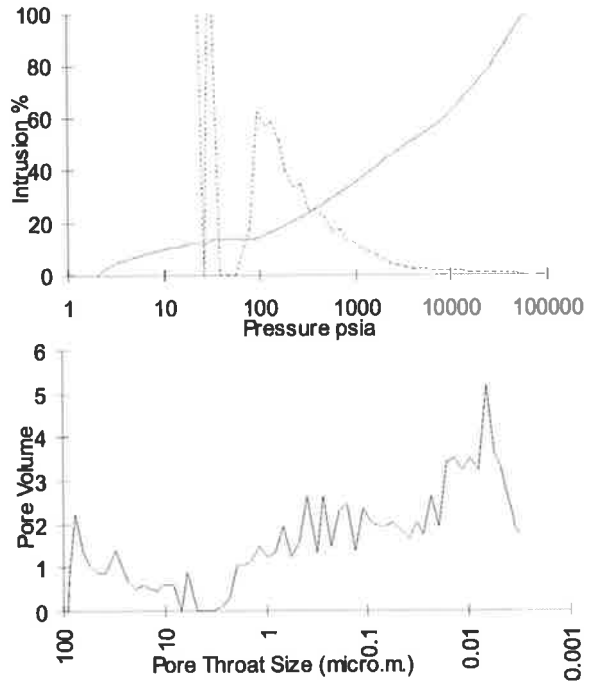 100
80
60
40
20
0
Intrusion %
1 10 100 1000 10000 100000
Pressure psia
6
5
4
3
2
1
0
Pore Volume
100 10 1 0.1 0.01 0.001
Pore Throat Size (micro.m.)